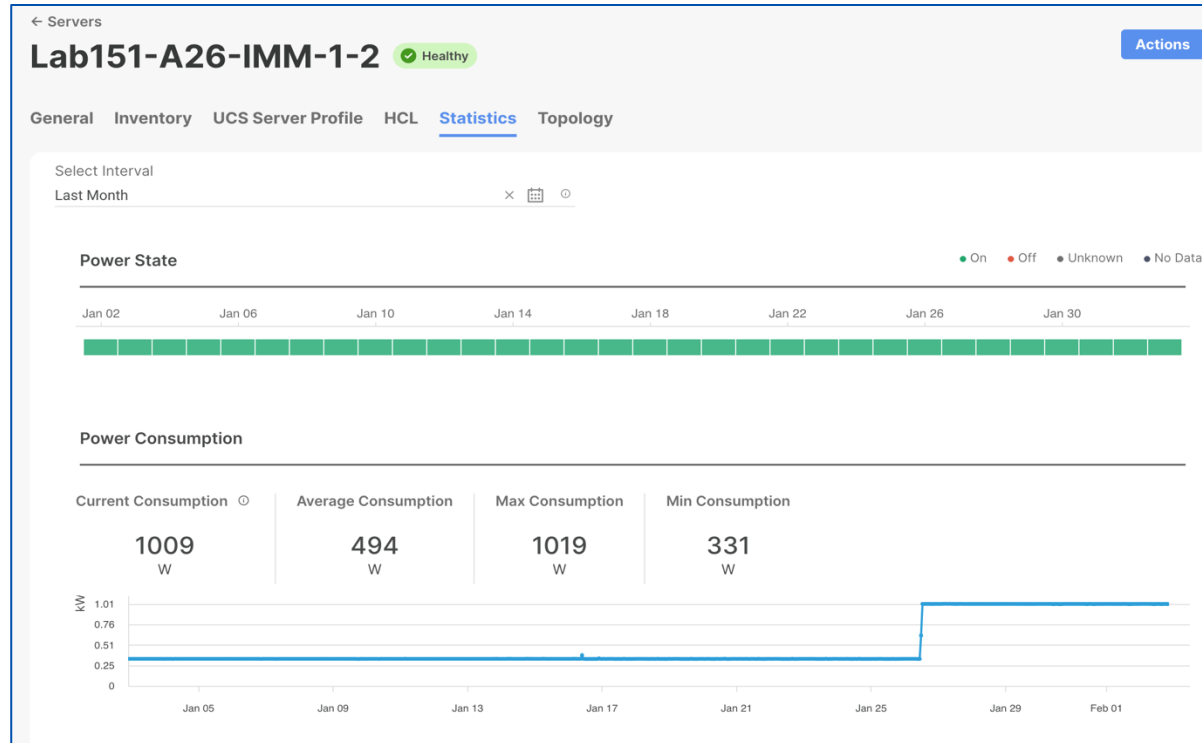 ← Servers
Lab151-A26-IMM-1-2 Healthy
Actions
General Inventory UCS Server Profile HCL Statistics Topology
Select Interval
Last Month
Power State
On Off Unknown No Data
Jan 02 Jan 06 Jan 10 Jan 14 Jan 18 Jan 22 Jan 26 Jan 30
Power Consumption
Current Consumption Average Consumption Max Consumption Min Consumption
1009 494 1019 331
W W W W
kW
1.01
0.76
0.51
0.25
0
Jan 05 Jan 09 Jan 13 Jan 17 Jan 21 Jan 25 Jan 29 Feb 01